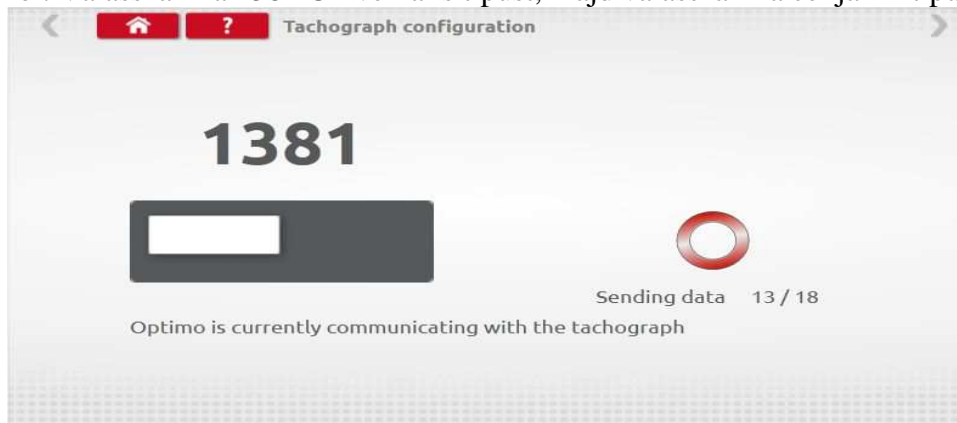 ? Tachograph configuration
1381
Sending data 13 / 18
Optimo is currently communicating with the tachograph